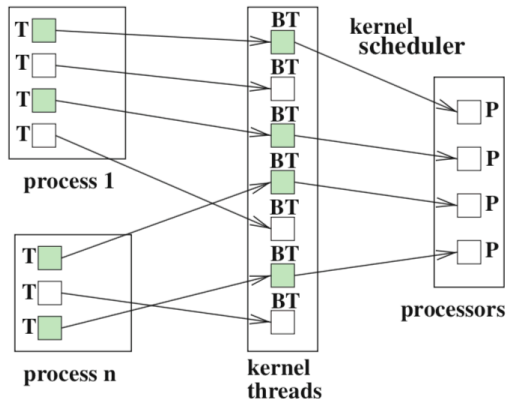 T
T
T
T
process 1
T
T
T
process n
BT
BT
BT
BT
BT
BT
BT
kernel
threads
kernel
scheduler
P
P
P
P
processors